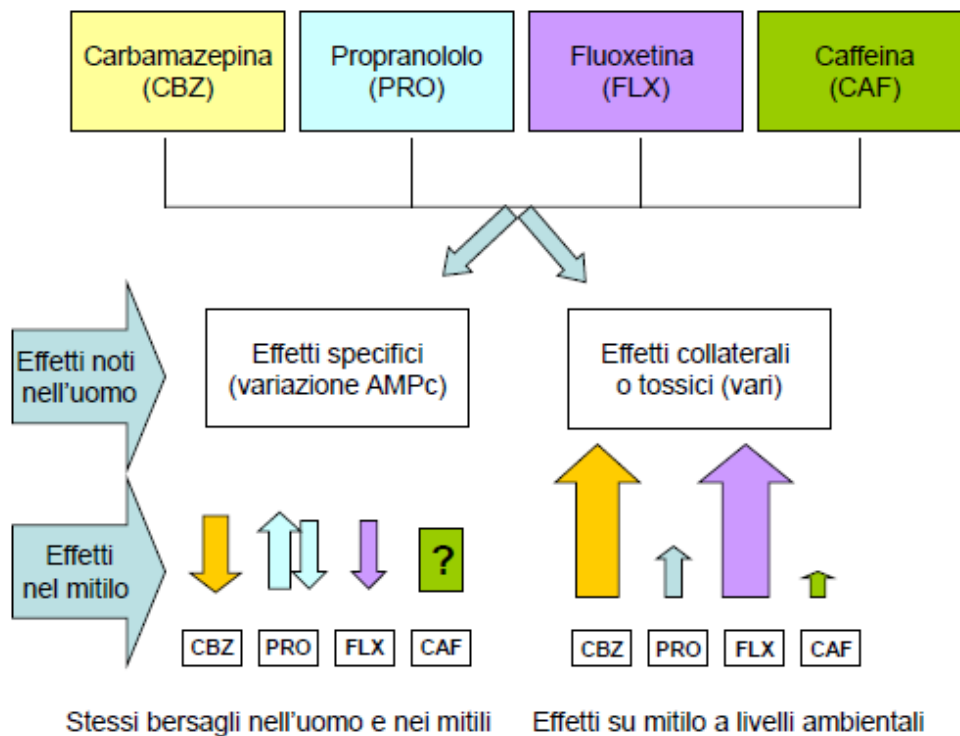 Carbamazepina
(CBZ)
Propranololo
(PRO)
Fluoxetina
(FLX)
Caffeina
(CAF)
Effetti noti
nell'uomo
Effetti specifici
(variazione AMPc)
Effetti collaterali
o tossici (vari)
Effetti
nel mitilo
?
CBZ PRO FLX CAF
CBZ PRO FLX CAF
Stessi bersagli nell'uomo e nei mitili
Effetti su mitilo a livelli ambientali